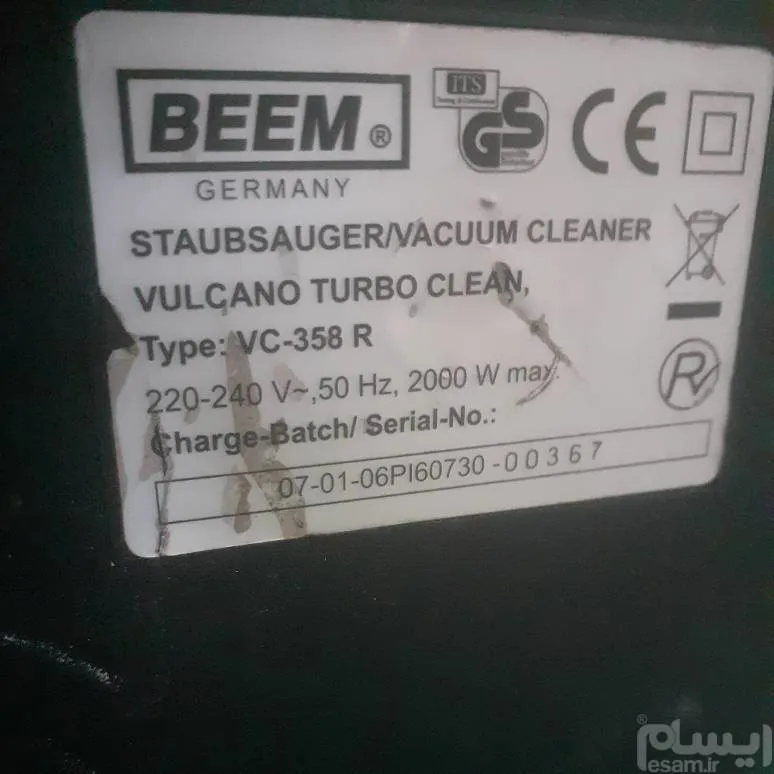 BEEM®
GERMANY
ITS
GS
CE
STAUBSAUGER/VACUUM CLEANER
VULCANO TURBO CLEAN,
Type: VC-358 R
220-240 V~,50 Hz, 2000 W max.
Charge-Batch/ Serial-No.:
07-01-06PI60730-00367
ایسام®
esam.ir